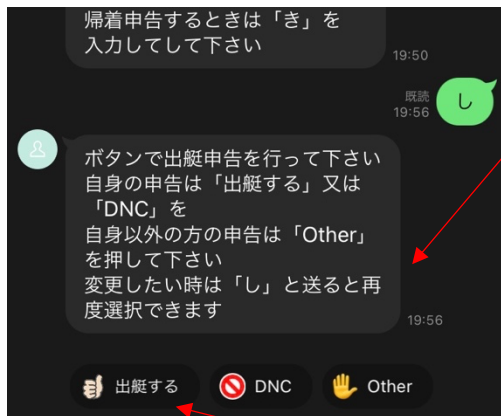 帰着申告するときは「き」を
入力してして下さい
19:50
既読
19:56
し
ボタンで出艇申告を行って下さい
自身の申告は「出艇する」又は
「DNC」を
自身以外の方の申告は「Other」
を押して下さい
変更したい時は「し」と送ると再
度選択できます
19:56
出艇する DNC Other